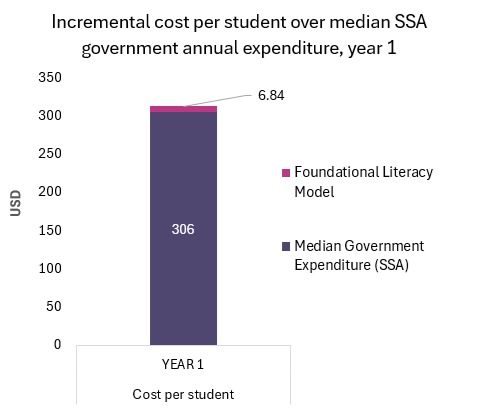 Incremental cost per student over median SSA
government annual expenditure, year 1
350
300
250
200
150
100
50
0
USD
6.84
306
Foundational Literacy
Model
Median Government
Expenditure (SSA)
YEAR 1
Cost per student